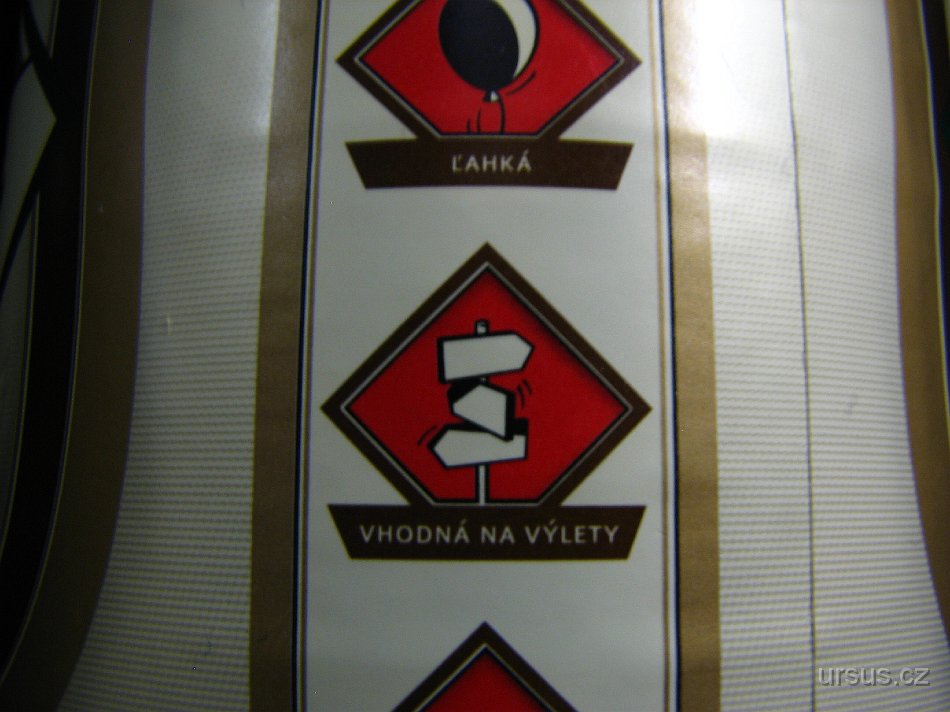 ĽAHKÁ
VHODNÁ NA VÝLETY
ursus.cz